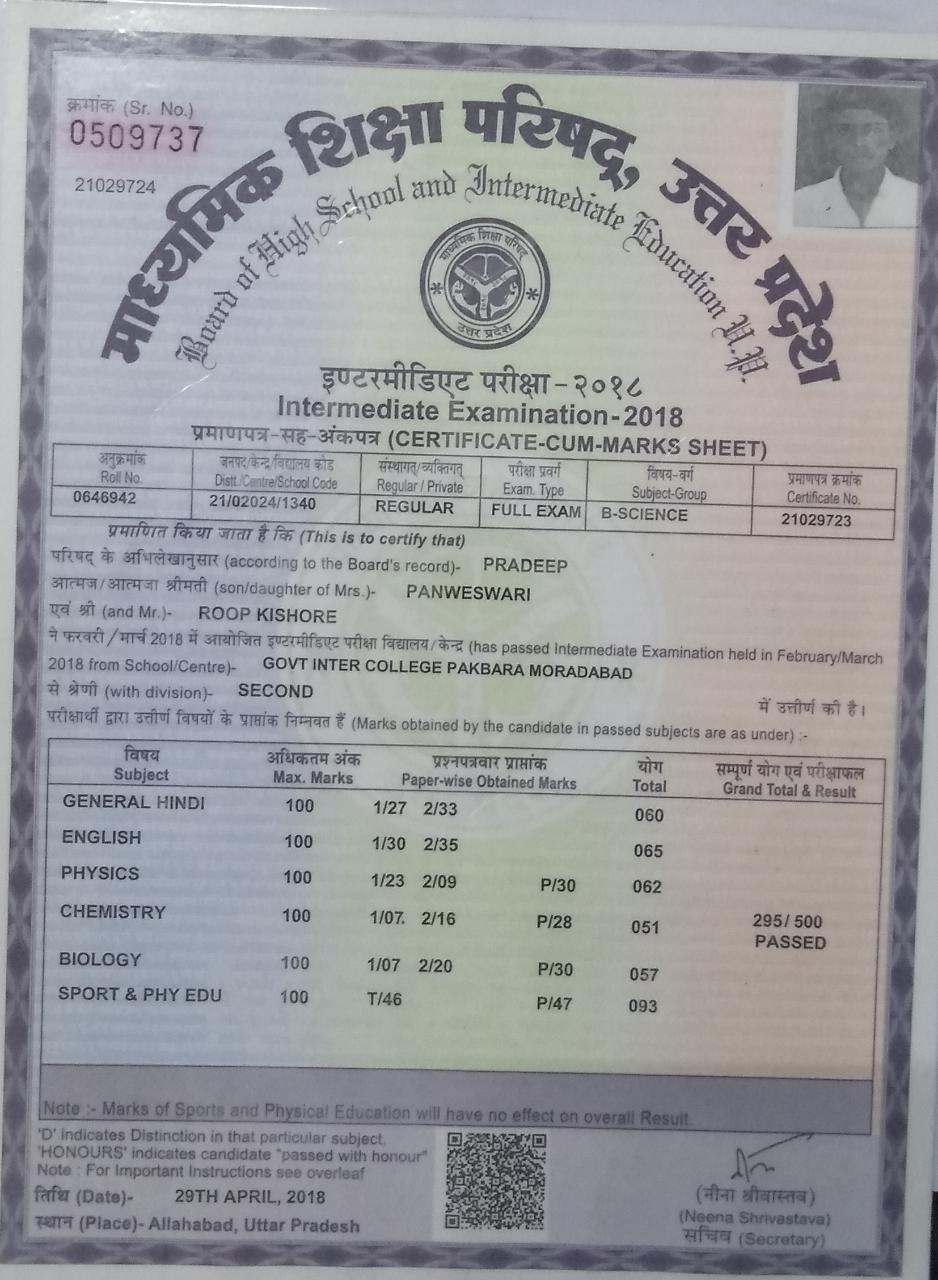 क्रमांक (Sr. No.)
0509737
21029724
माध्यमिक शिक्षा परिषद्, उत्तर प्रदेश
Board of High School and Intermediate Education U.P.
माध्यमिक शिक्षा परिषद्
उत्तर प्रदेश
इण्टरमीडिएट परीक्षा - २०१८
Intermediate Examination-2018
प्रमाणपत्र-सह-अंकपत्र (CERTIFICATE-CUM-MARKS SHEET)
अनुक्रमांक जनपद/केन्द्र/विद्यालय कोड संस्थागत/व्यक्तिगत परीक्षा प्रवर्ग विषय-वर्ग प्रमाणपत्र क्रमांक
Roll No. Distt./Centre/School Code Regular / Private Exam. Type Subject-Group Certificate No.
0646942 21/02024/1340 REGULAR FULL EXAM B-SCIENCE 21029723
प्रमाणित किया जाता है कि (This is to certify that)
परिषद के अभिलेखानुसार (according to the Board's record)- PRADEEP
आत्मज/आत्मजा श्रीमती (son/daughter of Mrs.)- PANWESWARI
एवं श्री (and Mr.)- ROOP KISHORE
ने फरवरी/मार्च 2018 में आयोजित इण्टरमीडिएट परीक्षा विद्यालय/केन्द्र (has passed Intermediate Examination held in February/March
2018 from School/Centre)- GOVT INTER COLLEGE PAKBARA MORADABAD
से श्रेणी (with division)- SECOND में उत्तीर्ण की है।
परीक्षार्थी द्वारा उत्तीर्ण विषयों के प्राप्तांक निम्नवत हैं (Marks obtained by the candidate in passed subjects are as under) :-
विषय अधिकतम अंक प्रश्नपत्रवार प्राप्तांक योग सम्पूर्ण योग एवं परीक्षाफल
Subject Max. Marks Paper-wise Obtained Marks Total Grand Total & Result
GENERAL HINDI 100 1/27 2/33 060
ENGLISH 100 1/30 2/35 065
PHYSICS 100 1/23 2/09 P/30 062
CHEMISTRY 100 1/07. 2/16 P/28 051 295/ 500
PASSED
BIOLOGY 100 1/07 2/20 P/30 057
SPORT & PHY EDU 100 T/46 P/47 093
Note :- Marks of Sports and Physical Education will have no effect on overall Result.
'D' indicates Distinction in that particular subject,
'HONOURS' indicates candidate "passed with honour"
Note : For Important Instructions see overleaf
तिथि (Date)- 29TH APRIL, 2018
स्थान (Place)- Allahabad, Uttar Pradesh
(नीना श्रीवास्तव)
(Neena Shrivastava)
सचिव (Secretary)